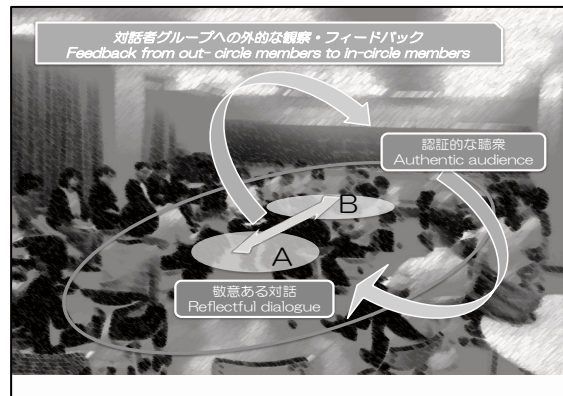 対話者グループへの外的な観察・フィードバック
Feedback from out- circle members to in-circle members
認証的な聴衆
Authentic audience
B
A
敬意ある対話
Reflectful dialogue